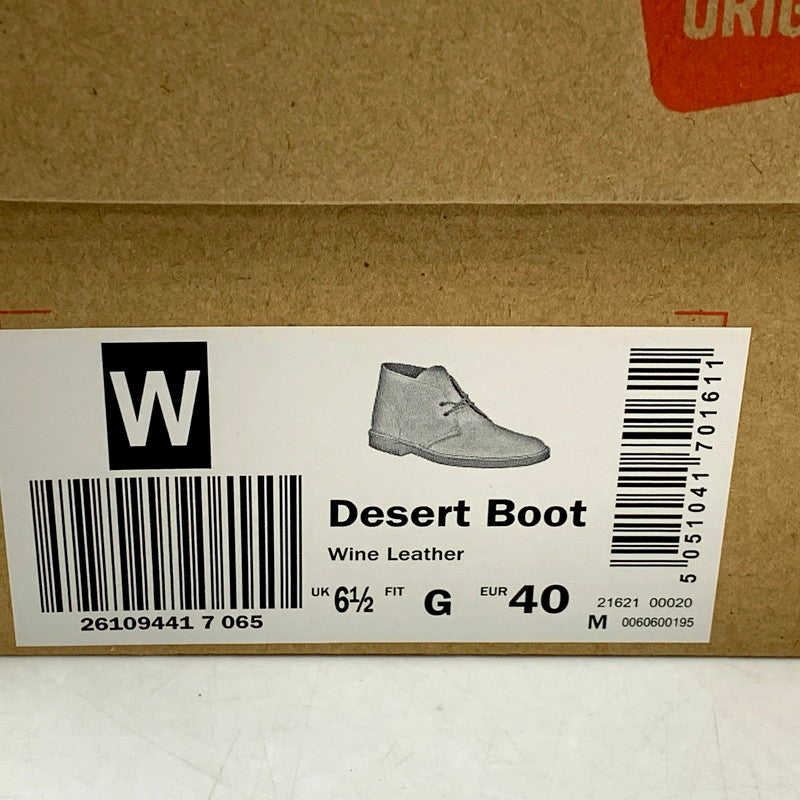 ORIG
W
Desert Boot
Wine Leather
UK 6½ FIT G EUR 40
26109441 7 065
21621 00020
M 0060600195
5 051041 701611